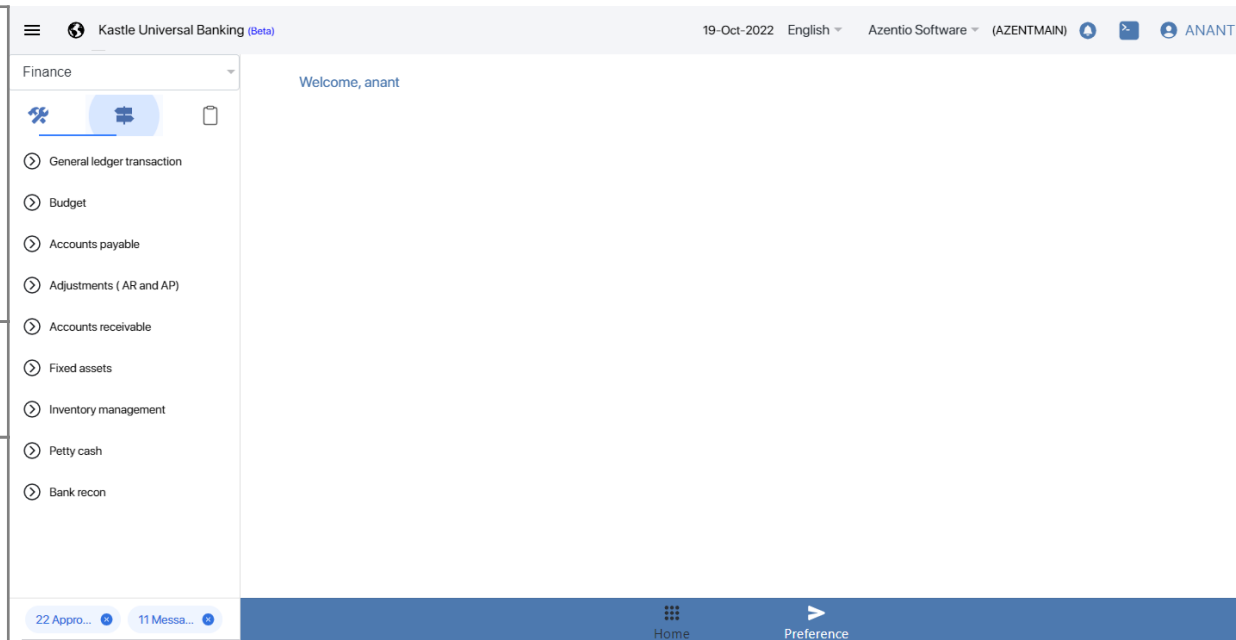 Kastle Universal Banking (Beta) 19-Oct-2022 English Azentio Software (AZENTMAIN) ANANT
Finance
Welcome, anant
General ledger transaction
Budget
Accounts payable
Adjustments ( AR and AP)
Accounts receivable
Fixed assets
Inventory management
Petty cash
Bank recon
22 Appro... 11 Messa...
Home Preference